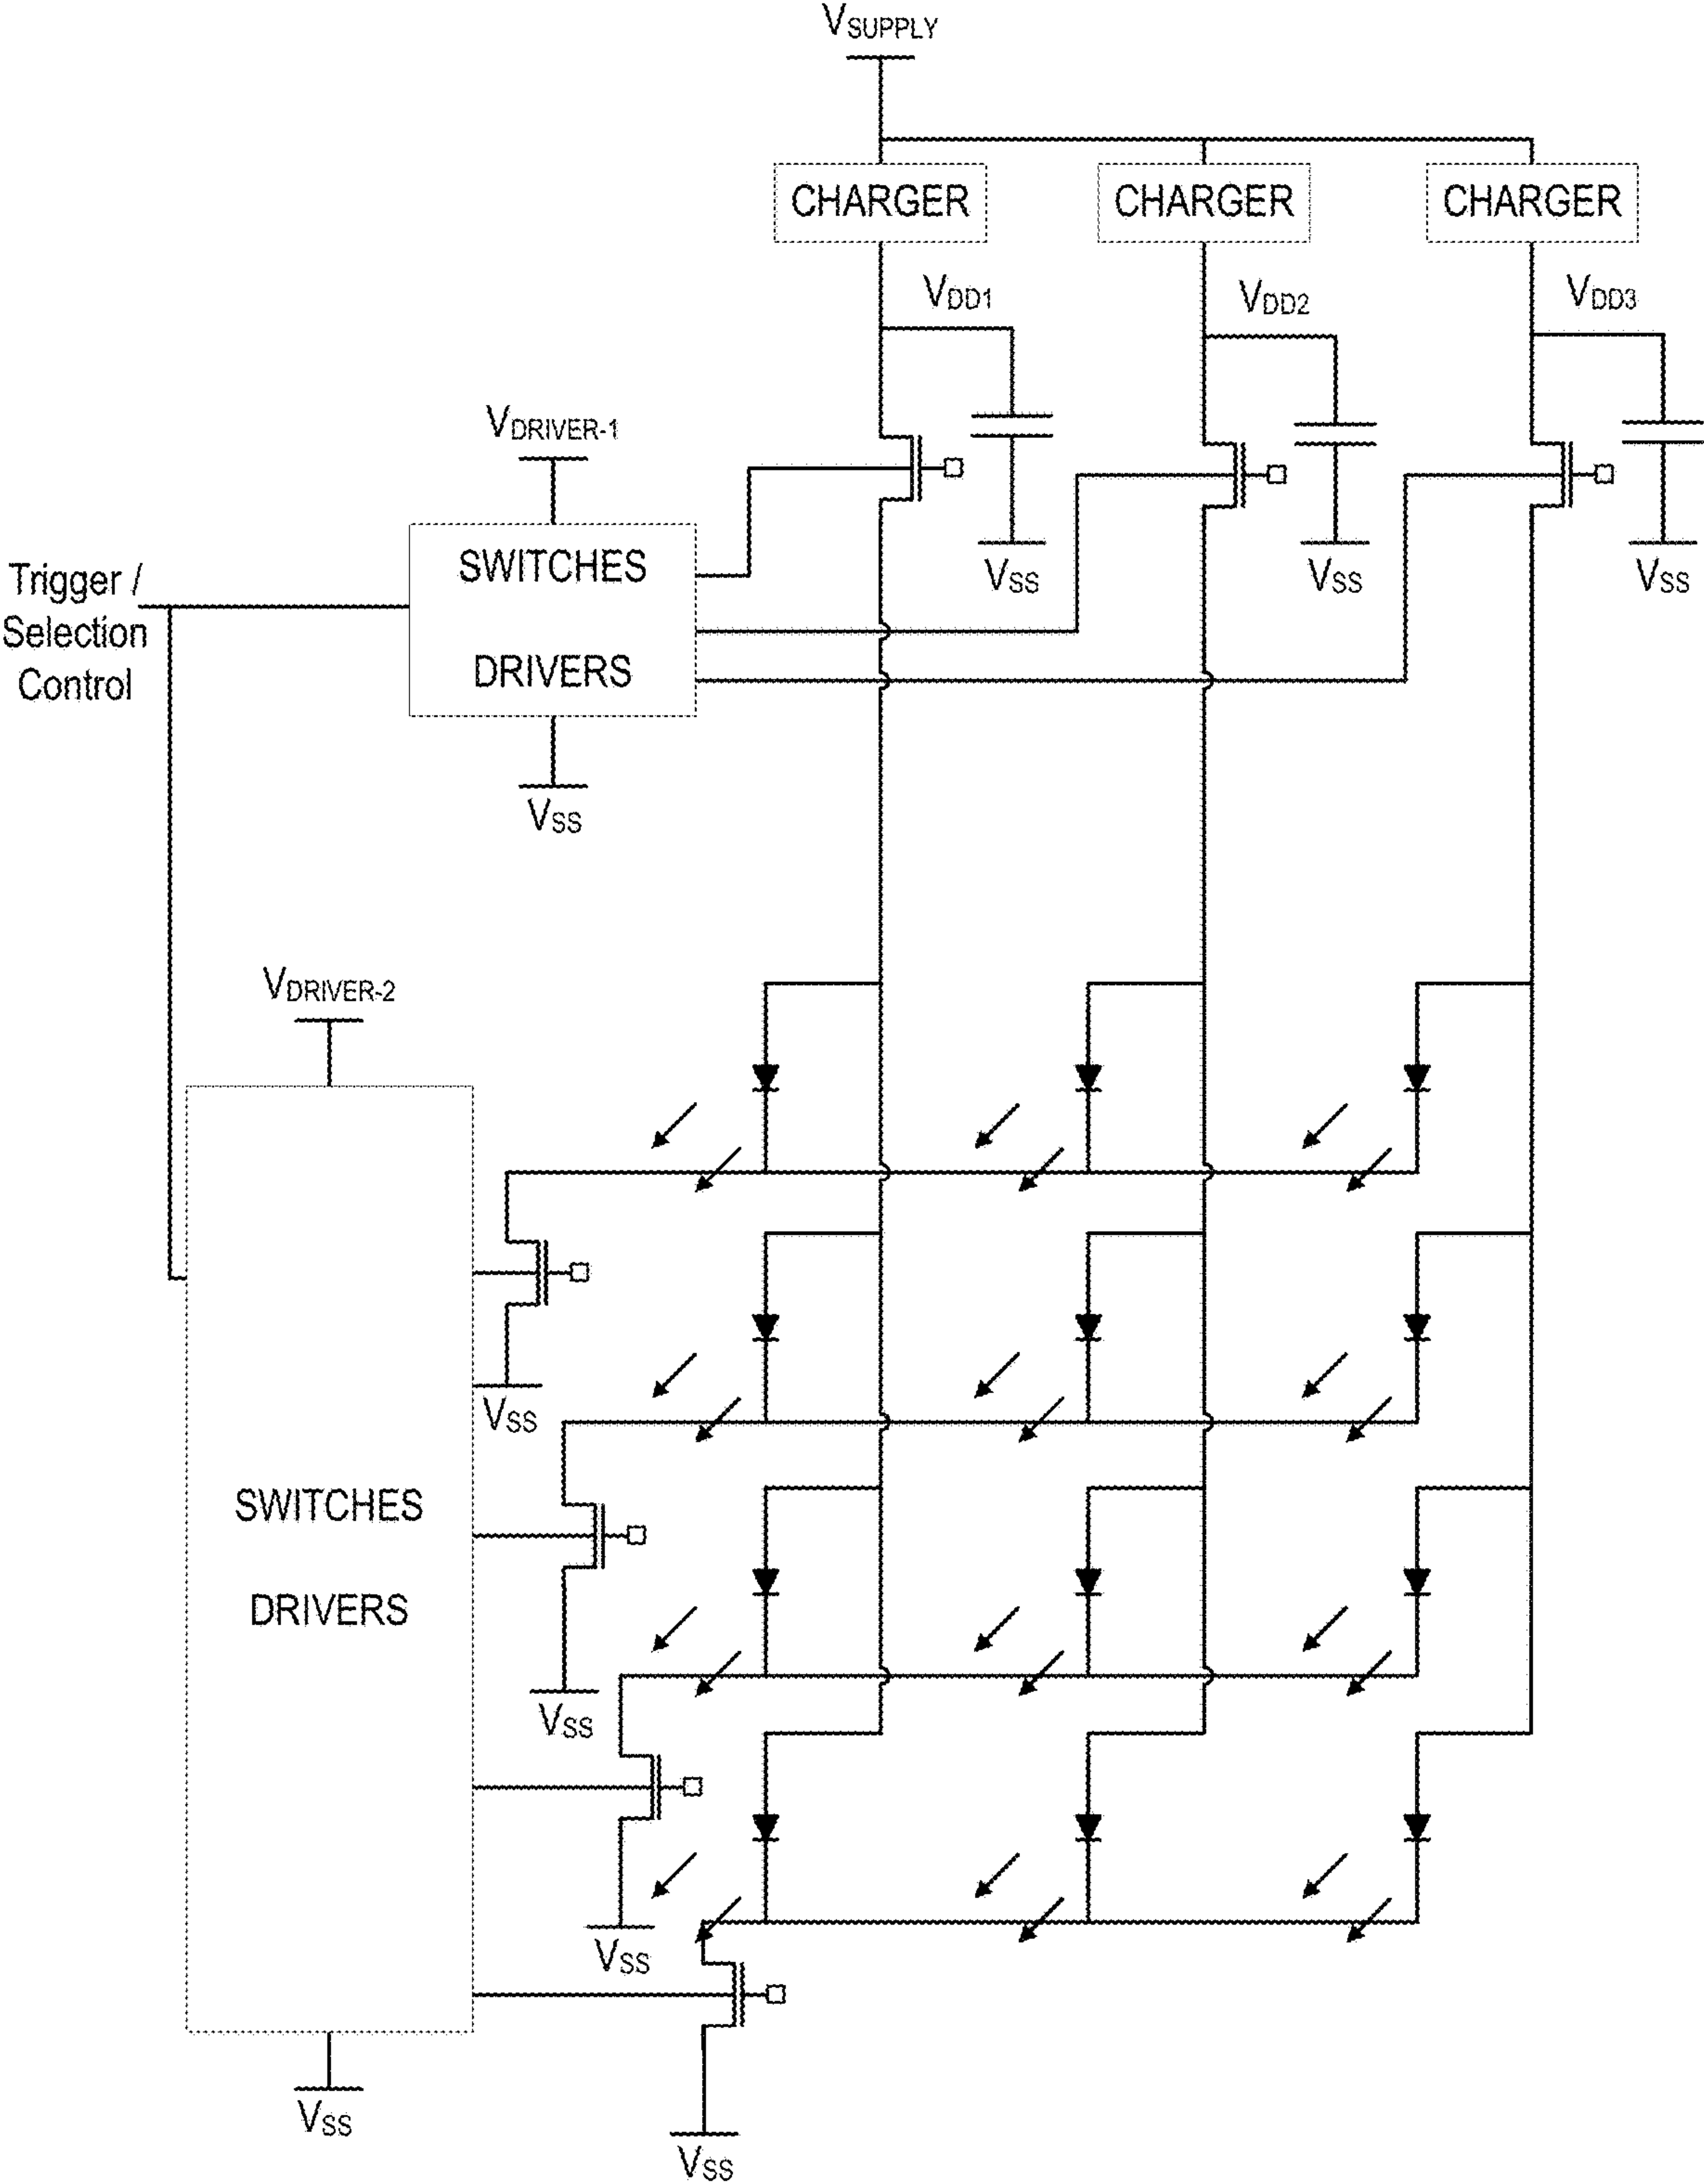 VSUPPLY
CHARGER CHARGER CHARGER
VDD1 VDD2 VDD3
VDRIVER-1
SWITCHES
DRIVERS
Trigger /
Selection
Control
VSS VSS VSS
VSS
VDRIVER-2
VSS
SWITCHES
DRIVERS
VSS
VSS
VSS
VSS